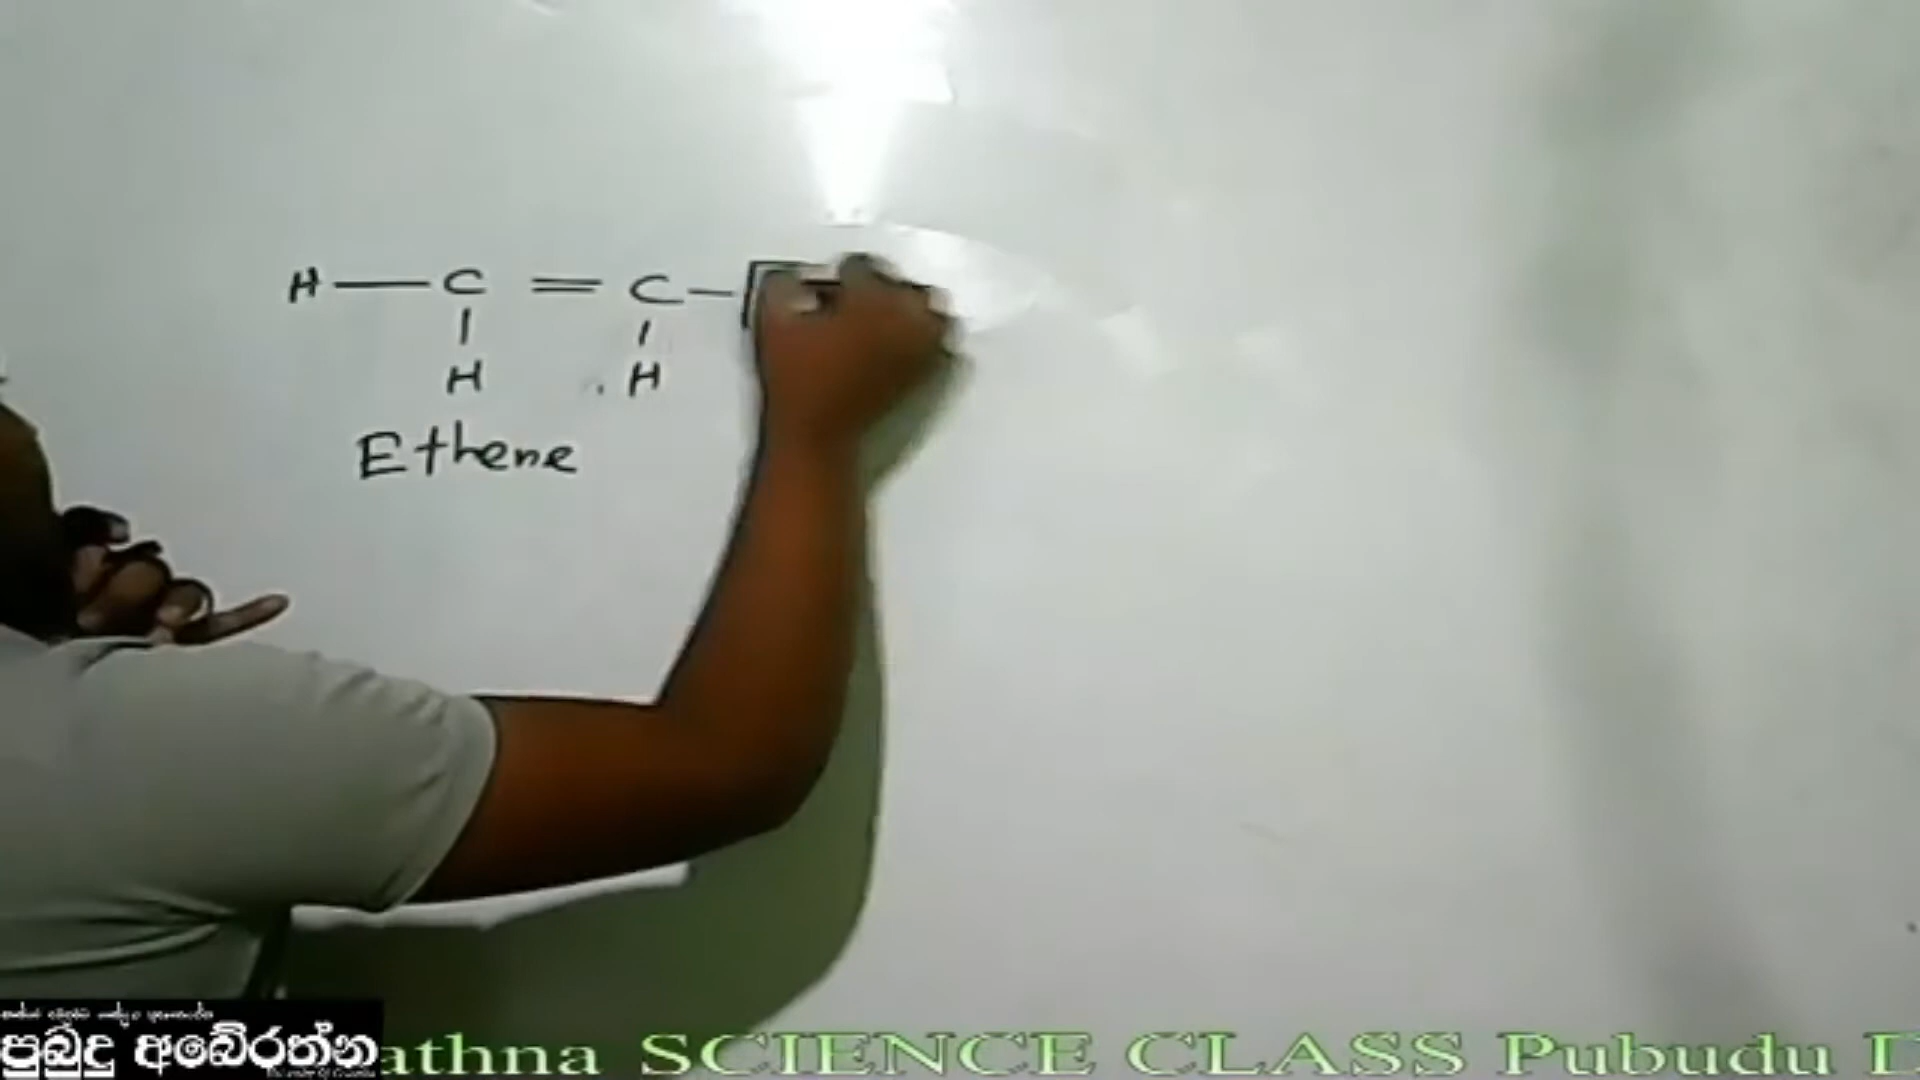 H — C = C –
H H
Ethene
පුබුදු අබේරත්න
athna SCIENCE CLASS Pubudu D